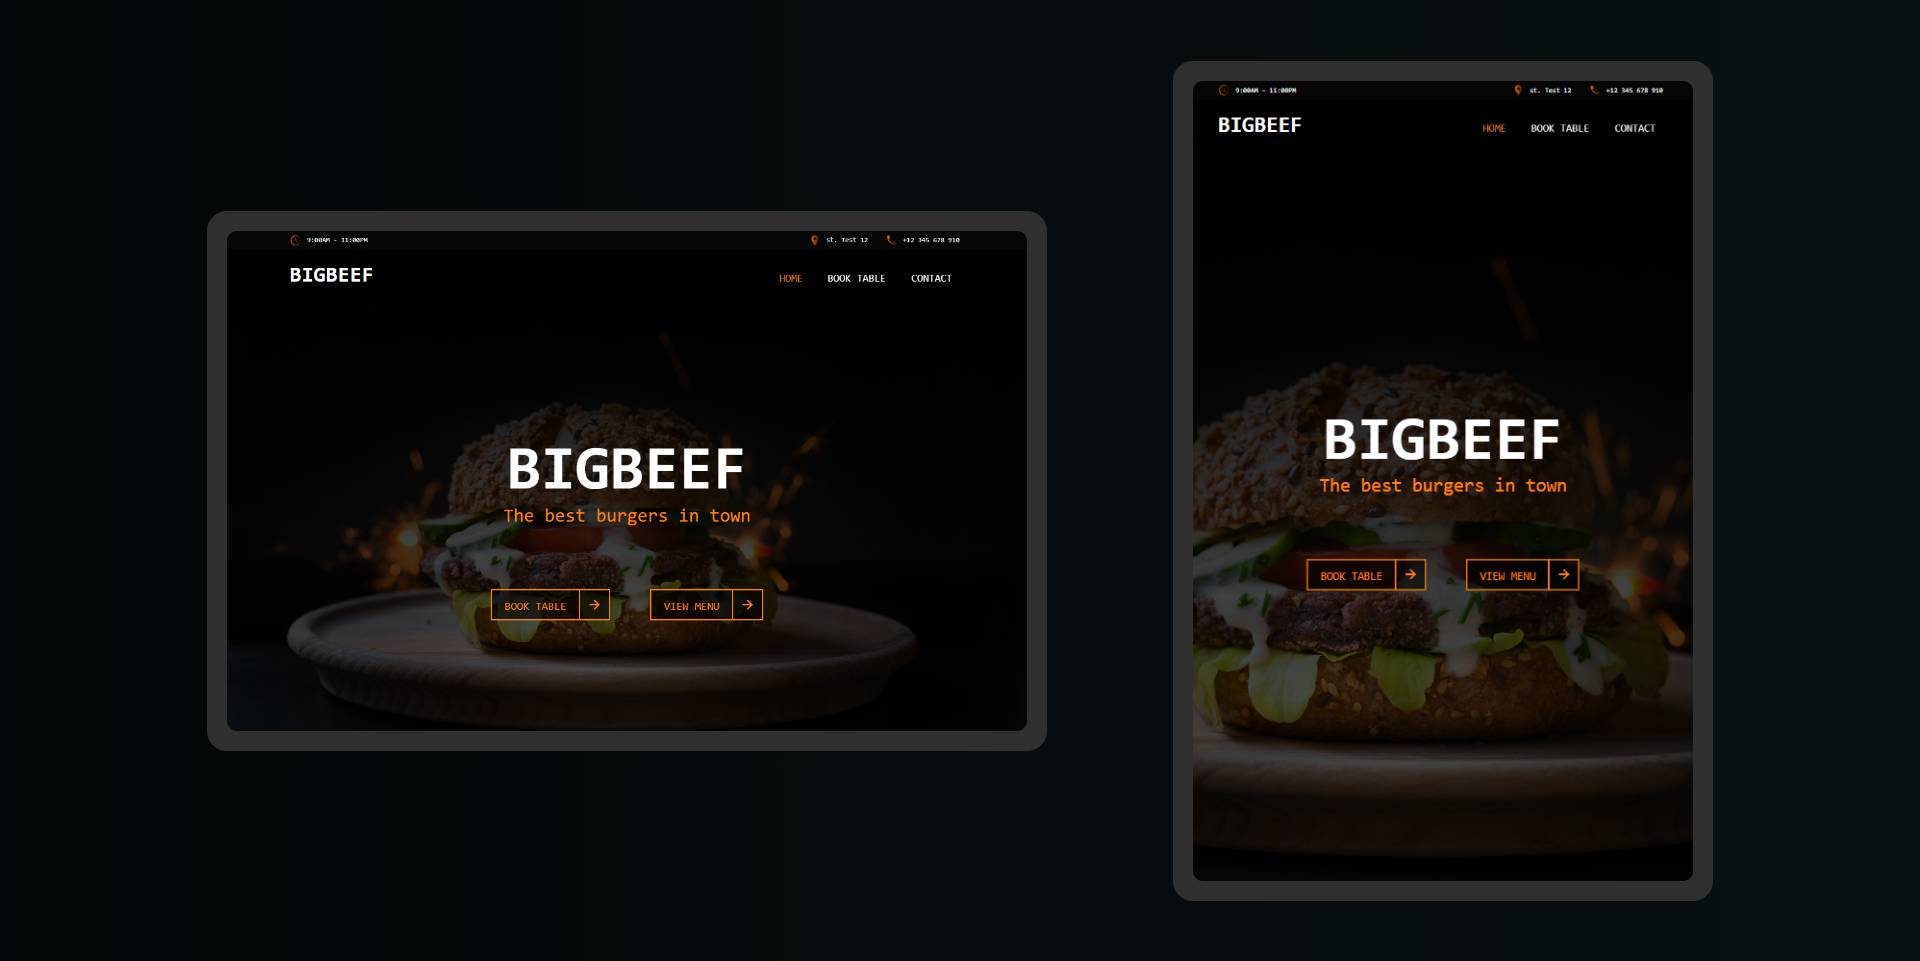 9:00AM - 11:00PM st. Test 12 +12 345 678 910
BIGBEEF HOME BOOK TABLE CONTACT
BIGBEEF
The best burgers in town
BOOK TABLE VIEW MENU
9:00AM - 11:00PM st. Test 12 +12 345 678 910
BIGBEEF HOME BOOK TABLE CONTACT
BIGBEEF
The best burgers in town
BOOK TABLE VIEW MENU